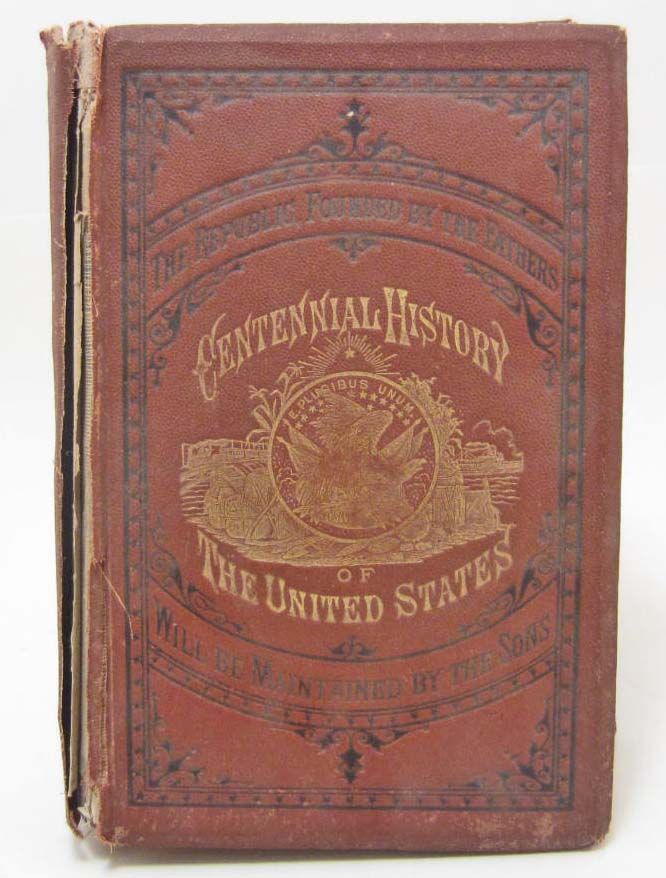 THE REPUBLIC, FOUNDED BY THE FATHERS
CENTENNIAL HISTORY
E PLURIBUS UNUM
OF
THE UNITED STATES
WILL BE MAINTAINED BY THE SONS